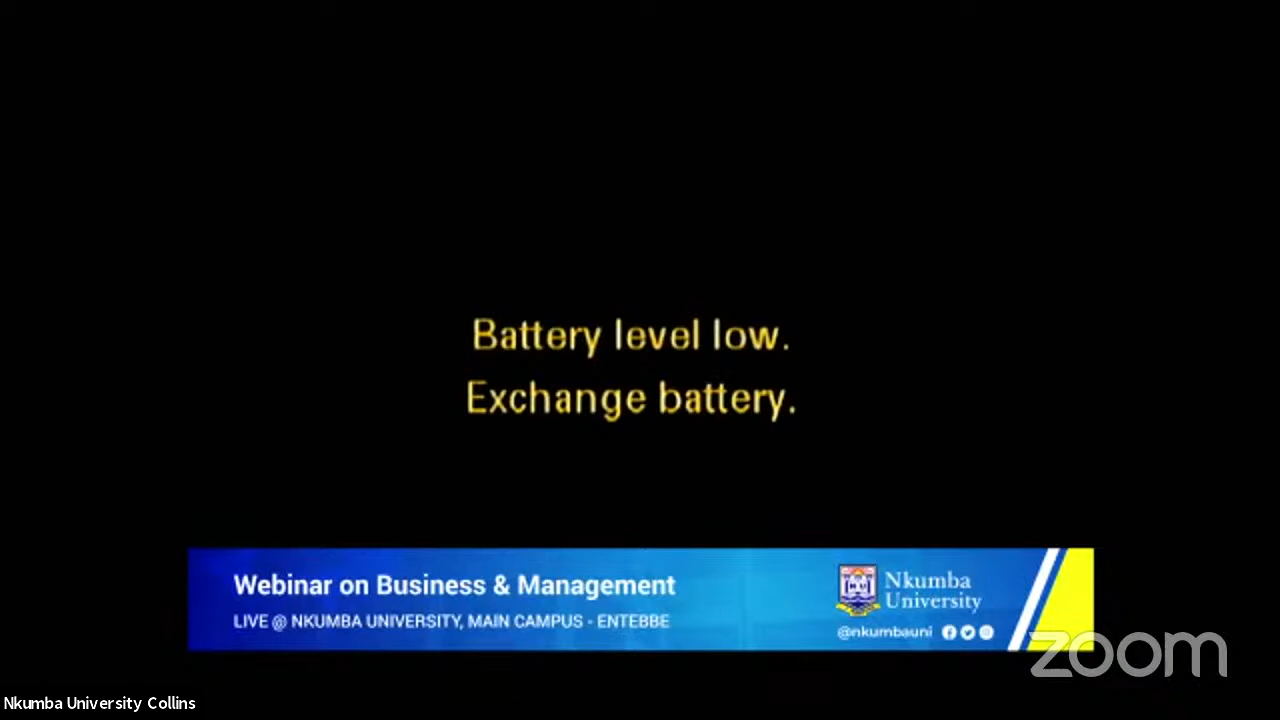 Battery level low.
Exchange battery.
Webinar on Business & Management
LIVE @ NKUMBA UNIVERSITY, MAIN CAMPUS - ENTEBBE
Nkumba
University
@nkumbauni
zoom
Nkumba University Collins